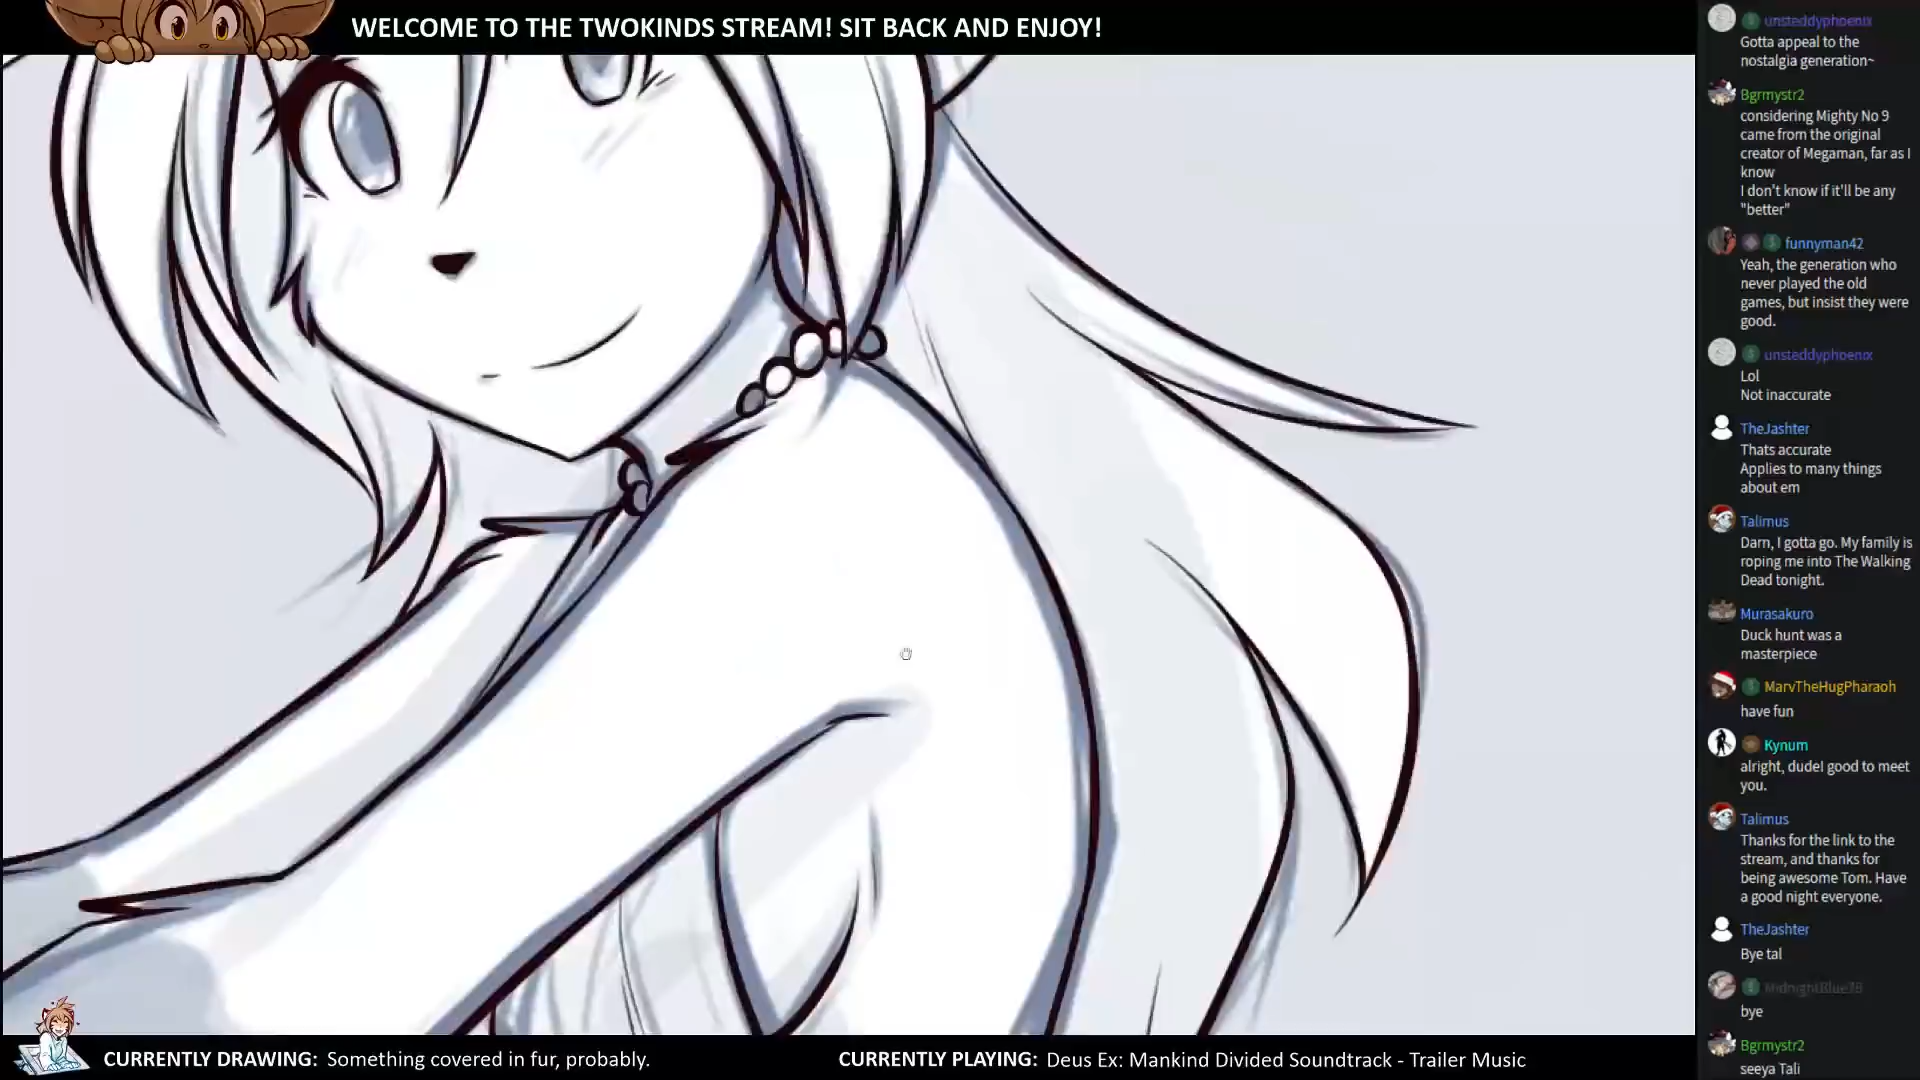 WELCOME TO THE TWOKINDS STREAM! SIT BACK AND ENJOY!
unsteddyphoenix
Gotta appeal to the
nostalgia generation~
Bgrmystr2
considering Mighty No 9
came from the original
creator of Megaman, far as I
know
I don't know if it'll be any
"better"
funnyman42
Yeah, the generation who
never played the old
games, but insist they were
good.
unsteddyphoenix
Lol
Not inaccurate
TheJashter
Thats accurate
Applies to many things
about em
Talimus
Darn, I gotta go. My family is
roping me into The Walking
Dead tonight.
Murasakuro
Duck hunt was a
masterpiece
MarvTheHugPharaoh
have fun
Kynum
alright, dude! good to meet
you.
Talimus
Thanks for the link to the
stream, and thanks for
being awesome Tom. Have
a good night everyone.
TheJashter
Bye tal
MidnightBlue76
bye
Bgrmystr2
seeya Tali
CURRENTLY DRAWING: Something covered in fur, probably.
CURRENTLY PLAYING: Deus Ex: Mankind Divided Soundtrack - Trailer Music